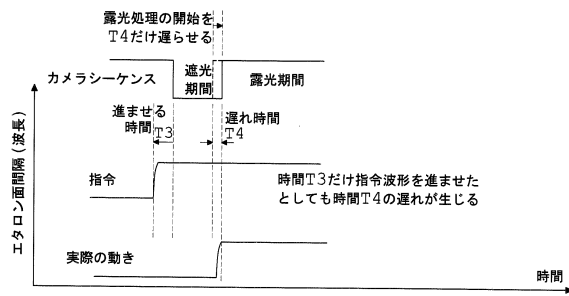 露光処理の開始を
T4だけ遅らせる
カメラシーケンス
遮光
期間
露光期間
進ませる
時間
T3
遅れ時間
T4
エタロン面間隔(波長)
指令
時間T3だけ指令波形を進ませた
としても時間T4の遅れが生じる
実際の動き
時間